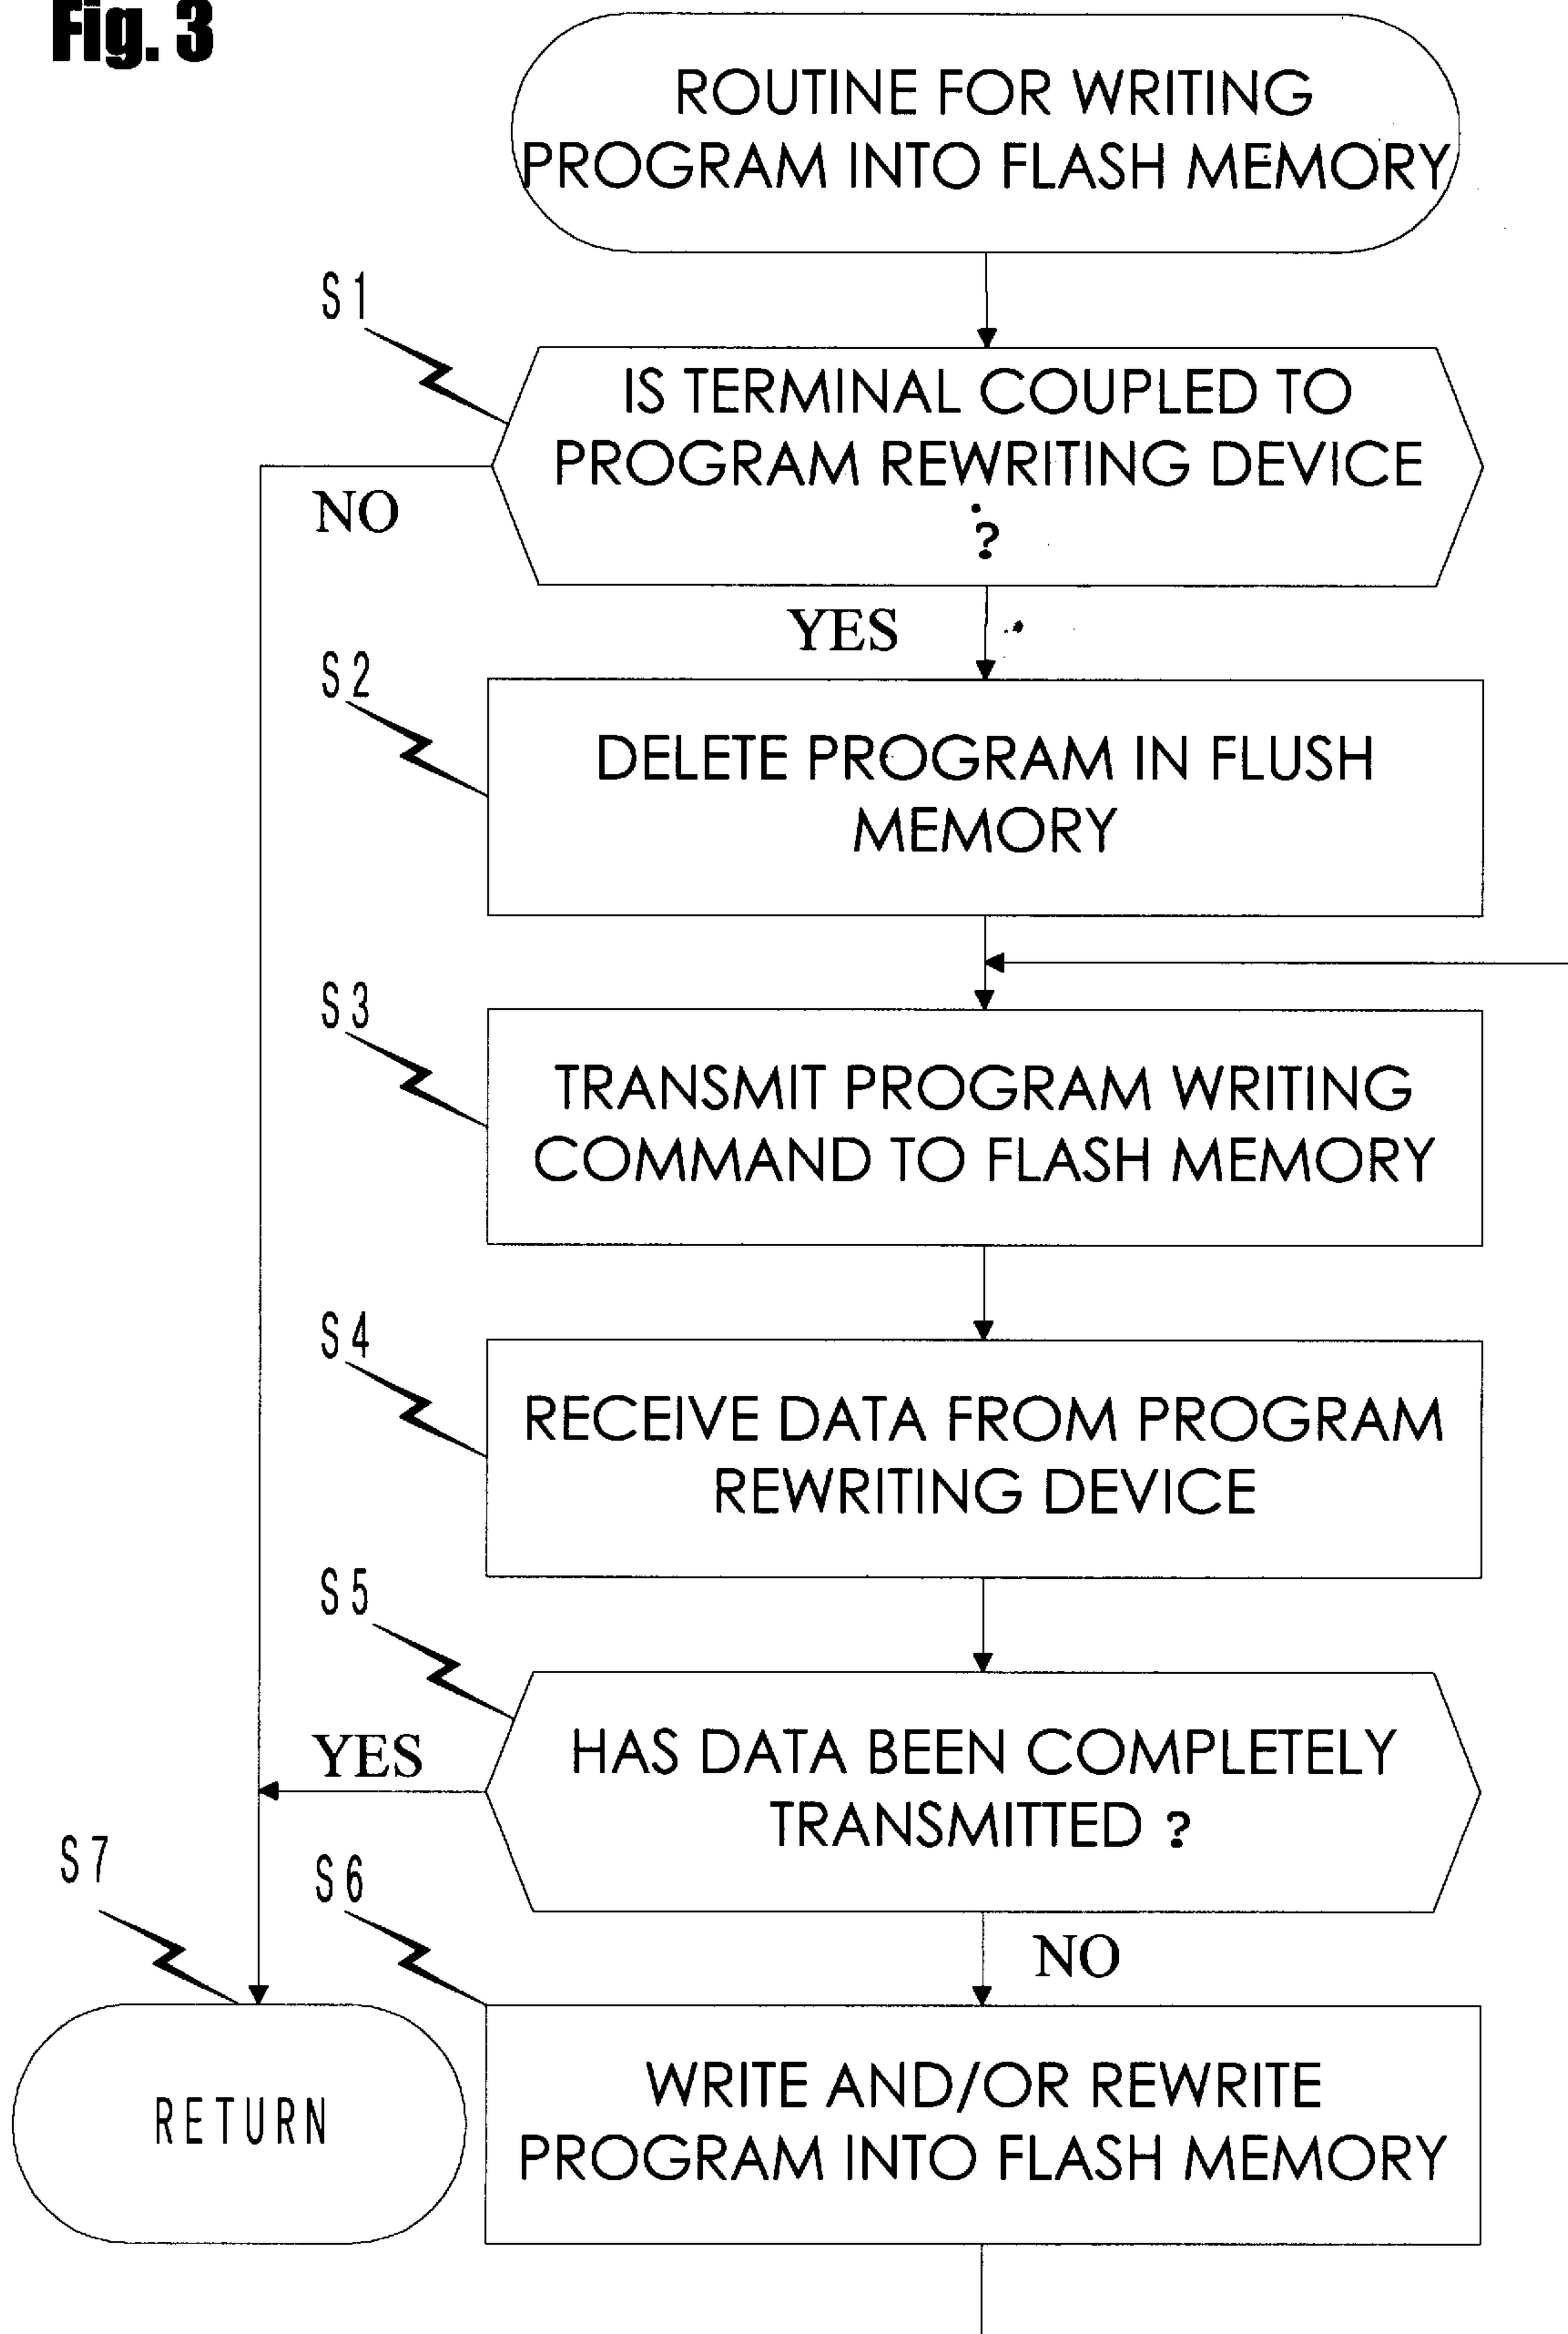 Fig. 3
ROUTINE FOR WRITING
PROGRAM INTO FLASH MEMORY
S1
IS TERMINAL COUPLED TO
PROGRAM REWRITING DEVICE
?
NO
YES
S2
DELETE PROGRAM IN FLUSH
MEMORY
S3
TRANSMIT PROGRAM WRITING
COMMAND TO FLASH MEMORY
S4
RECEIVE DATA FROM PROGRAM
REWRITING DEVICE
S5
HAS DATA BEEN COMPLETELY
TRANSMITTED ?
YES
NO
S7
S6
RETURN
WRITE AND/OR REWRITE
PROGRAM INTO FLASH MEMORY